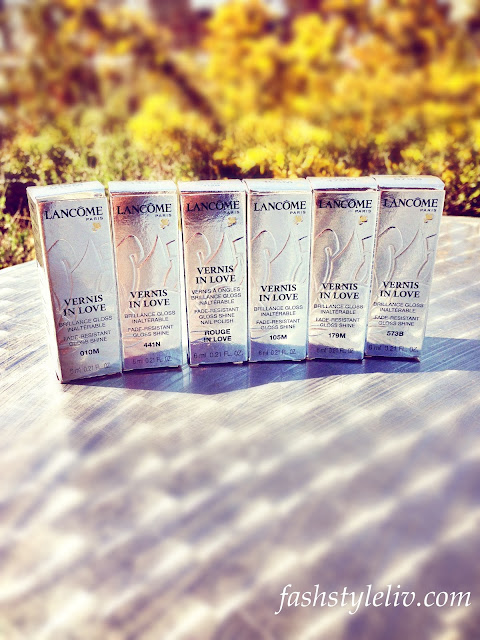 LANCÔME
PARIS
VERNIS
IN LOVE
BRILLANCE GLOSS
INALTÉRABLE
FADE-RESISTANT
GLOSS SHINE
010M
6 ml 0.21 fl.OZ.
LANCÔME
PARIS
VERNIS
IN LOVE
BRILLANCE GLOSS
INALTÉRABLE
FADE-RESISTANT
GLOSS SHINE
441N
6 ml 0.21 fl.OZ.
LANCÔME
PARIS
VERNIS
IN LOVE
VERNIS À ONGLES
BRILLANCE GLOSS
INALTÉRABLE
FADE-RESISTANT
GLOSS SHINE
NAIL POLISH
ROUGE IN LOVE
6 ml 0.21 fl.OZ.
LANCÔME
PARIS
VERNIS
IN LOVE
BRILLANCE GLOSS
INALTÉRABLE
FADE-RESISTANT
GLOSS SHINE
105M
6 ml 0.21 fl.OZ.
LANCÔME
PARIS
VERNIS
IN LOVE
BRILLANCE GLOSS
INALTÉRABLE
FADE-RESISTANT
GLOSS SHINE
179M
6 ml 0.21 fl.OZ.
LANCÔME
PARIS
VERNIS
IN LOVE
BRILLANCE GLOSS
INALTÉRABLE
FADE-RESISTANT
GLOSS SHINE
573B
6 ml 0.21 fl.OZ.
fashstyleliv.com